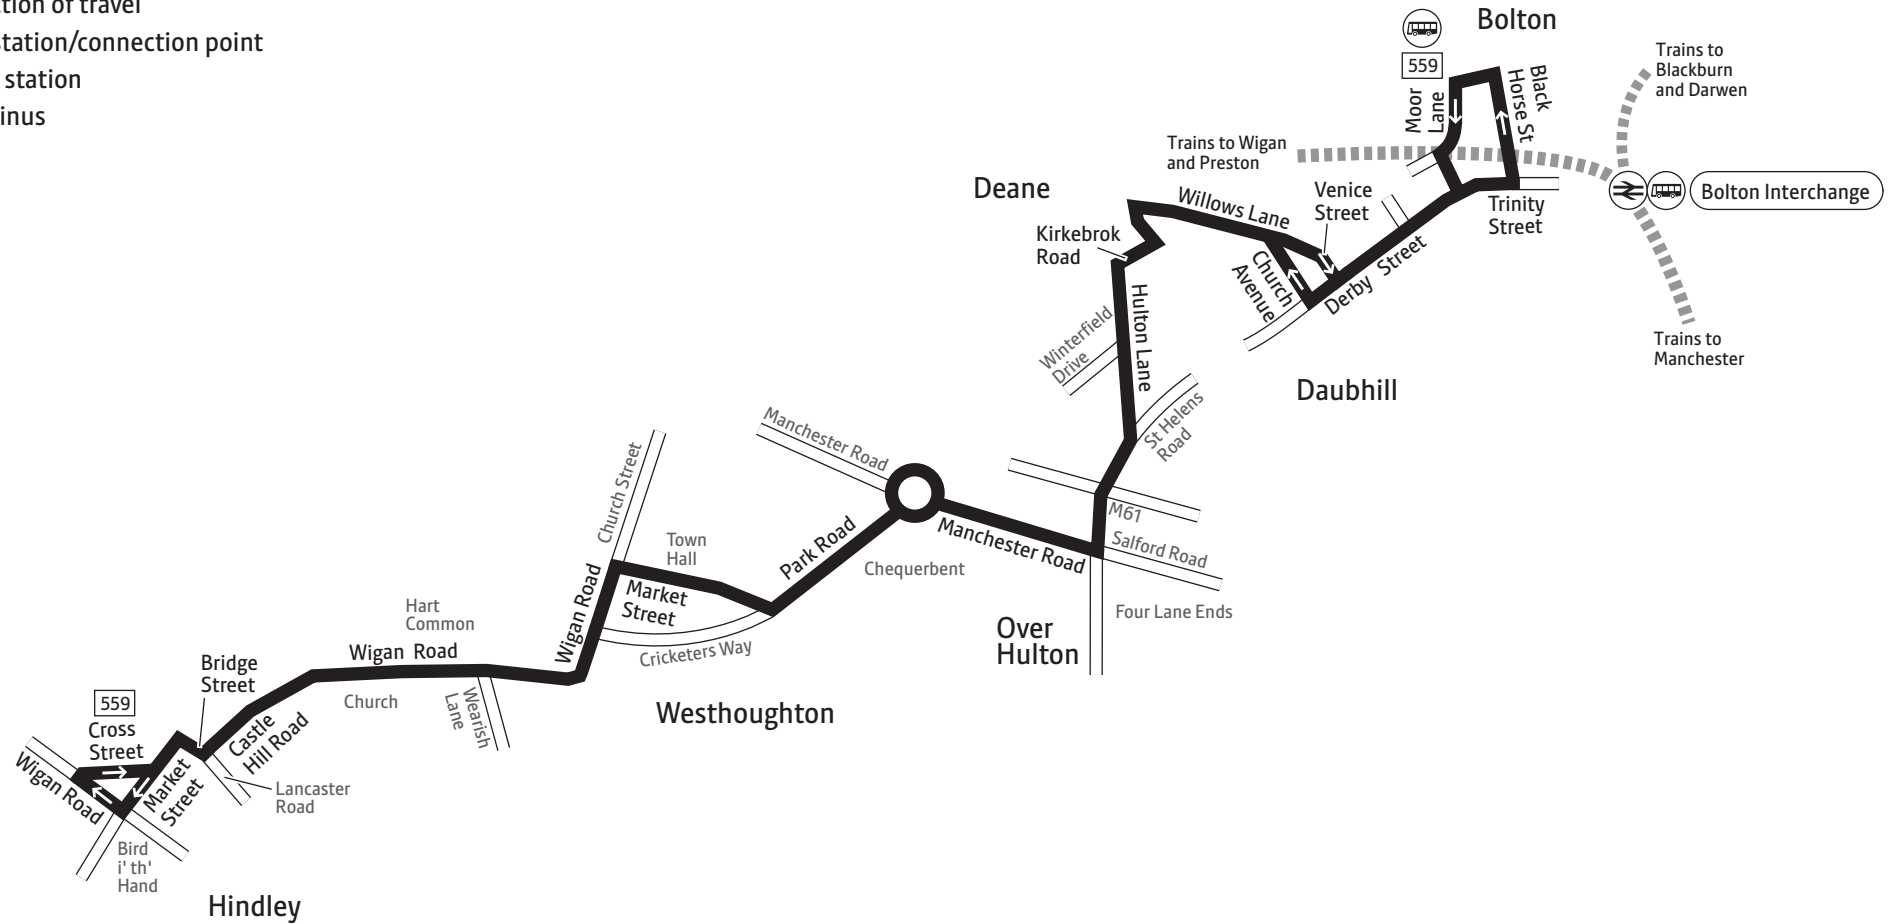 tion of travel
station/connection point
station
inus
Bolton
559
Moor
Lane
Black
Horse St
Trains to
Blackburn
and Darwen
Trains to Wigan
and Preston
Bolton Interchange
Trinity
Street
Trains to
Manchester
Deane
Willows Lane
Venice
Street
Kirkebrok
Road
Church
Avenue
Derby Street
Daubhill
Hulton Lane
Winterfield
Drive
St Helens
Road
Manchester Road
M61
Salford Road
Manchester Road
Four Lane Ends
Over
Hulton
Chequerbent
Park Road
Church Street
Town
Hall
Market
Street
Wigan Road
Cricketers Way
Westhoughton
Hart
Common
Wigan Road
Church
Wearish
Lane
Bridge
Street
Castle
Hill Road
559
Cross
Street
Market
Street
Wigan Road
Lancaster
Road
Bird
i' th'
Hand
Hindley